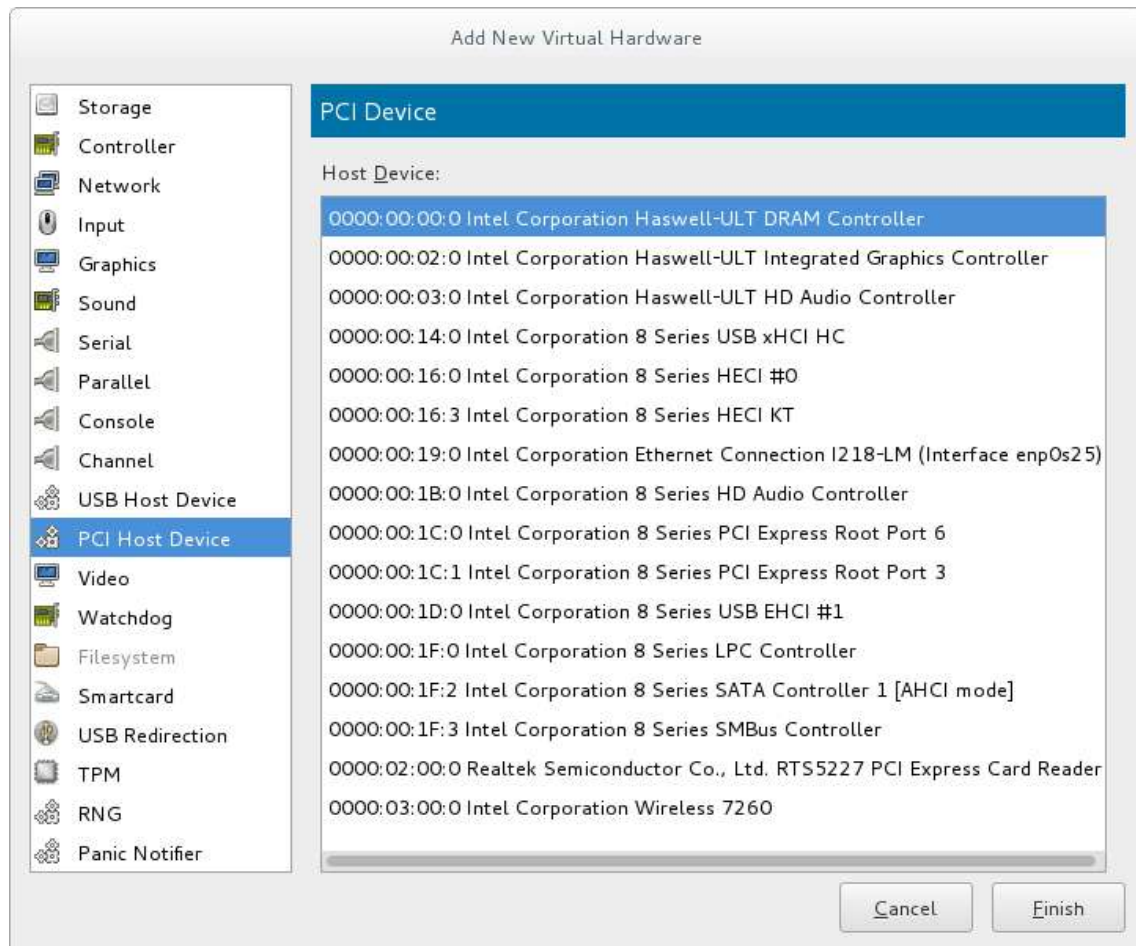 Add New Virtual Hardware
Storage
Controller
Network
Input
Graphics
Sound
Serial
Parallel
Console
Channel
USB Host Device
PCI Host Device
Video
Watchdog
Filesystem
Smartcard
USB Redirection
TPM
RNG
Panic Notifier
PCI Device
Host Device:
0000:00:00:0 Intel Corporation Haswell-ULT DRAM Controller
0000:00:02:0 Intel Corporation Haswell-ULT Integrated Graphics Controller
0000:00:03:0 Intel Corporation Haswell-ULT HD Audio Controller
0000:00:14:0 Intel Corporation 8 Series USB xHCI HC
0000:00:16:0 Intel Corporation 8 Series HECI #0
0000:00:16:3 Intel Corporation 8 Series HECI KT
0000:00:19:0 Intel Corporation Ethernet Connection I218-LM (Interface enp0s25)
0000:00:1B:0 Intel Corporation 8 Series HD Audio Controller
0000:00:1C:0 Intel Corporation 8 Series PCI Express Root Port 6
0000:00:1C:1 Intel Corporation 8 Series PCI Express Root Port 3
0000:00:1D:0 Intel Corporation 8 Series USB EHCI #1
0000:00:1F:0 Intel Corporation 8 Series LPC Controller
0000:00:1F:2 Intel Corporation 8 Series SATA Controller 1 [AHCI mode]
0000:00:1F:3 Intel Corporation 8 Series SMBus Controller
0000:02:00:0 Realtek Semiconductor Co., Ltd. RTS5227 PCI Express Card Reader
0000:03:00:0 Intel Corporation Wireless 7260
Cancel
Finish